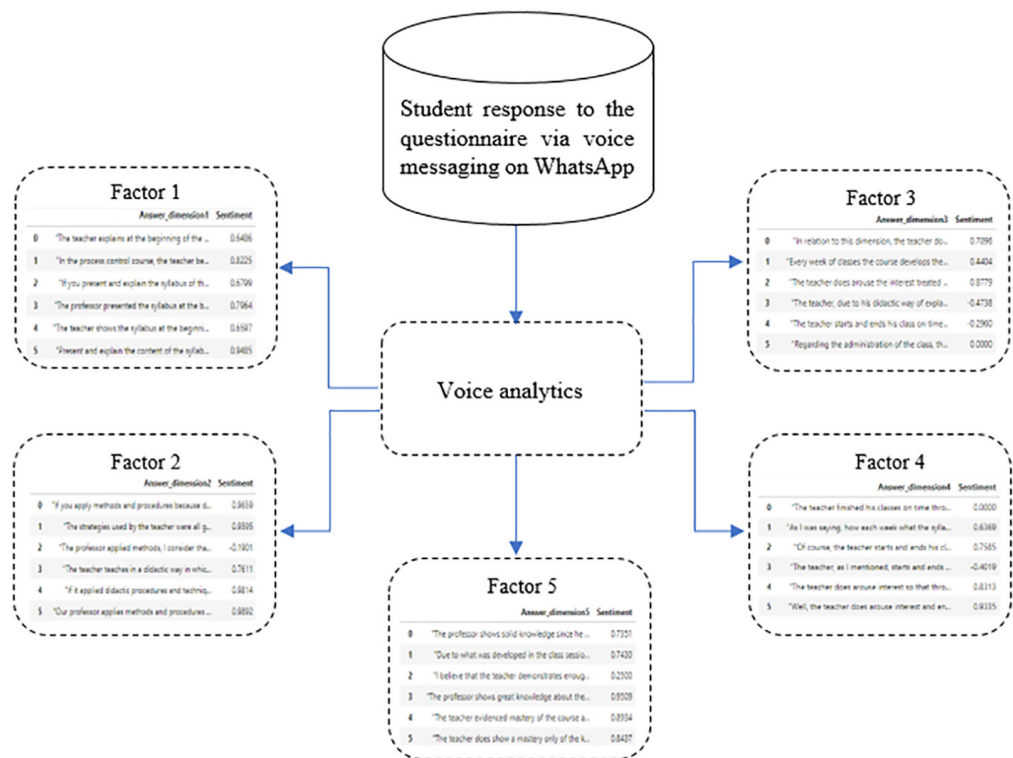 Student response to the
questionnaire via voice
messaging on WhatsApp
Factor 1
Answer_dimension1 Sentiment
0 "The teacher explains at the beginning of the ... 0.6486
1 "In the process control course, the teacher be... 0.8225
2 "If you present and explain the syllabus of th... 0.6799
3 "The professor presented the syllabus at the b... 0.7964
4 "The teacher shows the syllabus at the beginni... 0.6597
5 "Present and explain the content of the syllab... 0.9485
Factor 3
Answer_dimension3 Sentiment
0 "In relation to this dimension, the teacher do... 0.7096
1 "Every week of classes the course develops the... 0.4404
2 "The teacher does arouse the interest treated ... 0.8779
3 "The teacher, due to his didactic way of expla... -0.4738
4 "The teacher starts and ends his class on time... -0.2960
5 "Regarding the administration of the class, th... 0.0000
Voice analytics
Factor 2
Answer_dimension2 Sentiment
0 "If you apply methods and procedures because d... 0.9659
1 "The strategies used by the teacher were all g... 0.9595
2 "The professor applied methods, I consider tha... -0.1901
3 "The teacher teaches in a didactic way in whic... 0.7611
4 "If it applied didactic procedures and techniq... 0.9814
5 "Our professor applies methods and procedures ... 0.9892
Factor 4
Answer_dimension4 Sentiment
0 "The teacher finished his classes on time thro... 0.0000
1 "As I was saying, how each week what the sylla... 0.6369
2 "Of course, the teacher starts and ends his cl... 0.7585
3 "The teacher, as I mentioned, starts and ends ... -0.4019
4 "The teacher does arouse interest so that thro... 0.8313
5 "Well, the teacher does arouse interest and en... 0.9335
Factor 5
Answer_dimension5 Sentiment
0 "The professor shows solid knowledge since he ... 0.7351
1 "Due to what was developed in the class sessio... 0.7430
2 "I believe that the teacher demonstrates enoug... 0.2500
3 "The professor shows great knowledge about the... 0.9509
4 "The teacher evidenced mastery of the course a... 0.8934
5 "The teacher does show a mastery only of the k... 0.8437